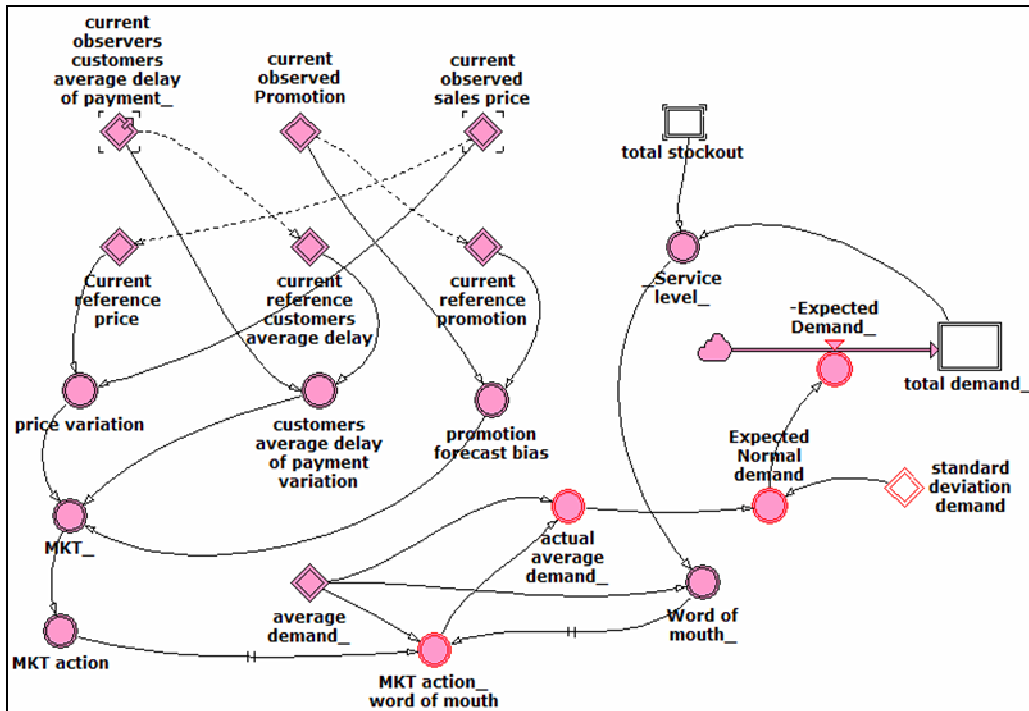 current
observers
customers
average delay
of payment_
current
observed
Promotion
current
observed
sales price
total stockout
Current
reference
price
current
reference
customers
average delay
current
reference
promotion
_Service
level_
-Expected
Demand_
total demand_
price variation
customers
average delay
of payment
variation
promotion
forecast bias
Expected
Normal
demand
standard
deviation
demand
MKT_
actual
average
demand_
average
demand_
Word of
mouth_
MKT action
MKT action_
word of mouth